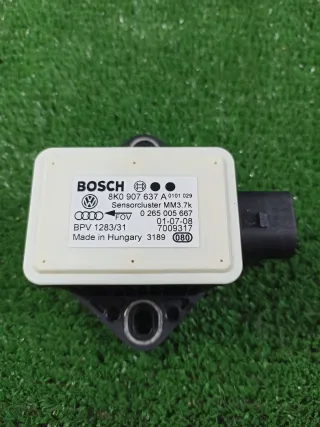 BOSCH
8K0 907 637 A 0101 029
Sensorcluster MM3.7k
FOV 0 265 005 667
01-07-08
BPV 1283/31 7009317
Made in Hungary 3189 080